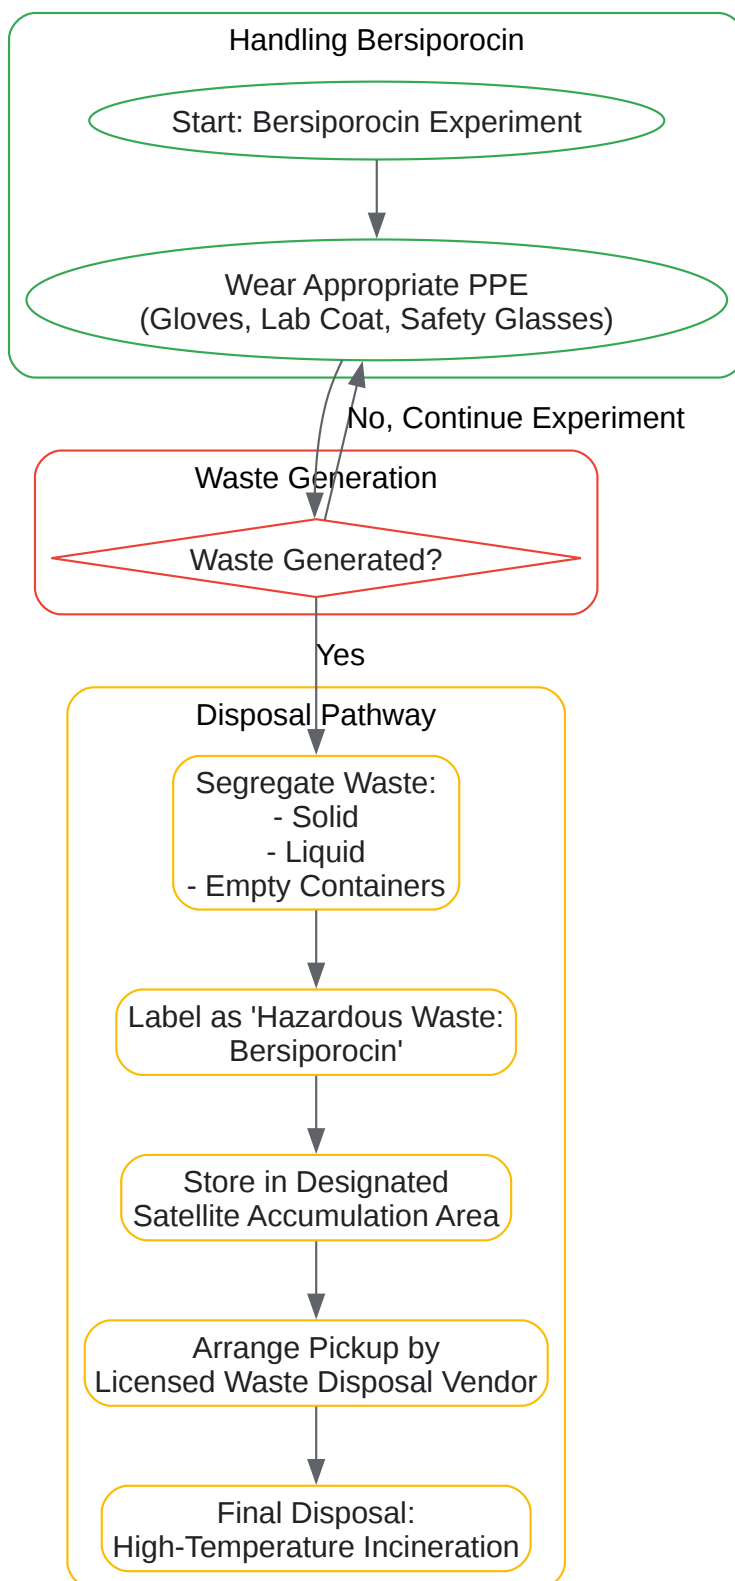 Handling Bersiporocin
Start: Bersiporocin Experiment
Wear Appropriate PPE
(Gloves, Lab Coat, Safety Glasses)
No, Continue Experiment
Waste Generation
Waste Generated?
Yes
Disposal Pathway
Segregate Waste:
- Solid
- Liquid
- Empty Containers
Label as 'Hazardous Waste:
Bersiporocin'
Store in Designated
Satellite Accumulation Area
Arrange Pickup by
Licensed Waste Disposal Vendor
Final Disposal:
High-Temperature Incineration